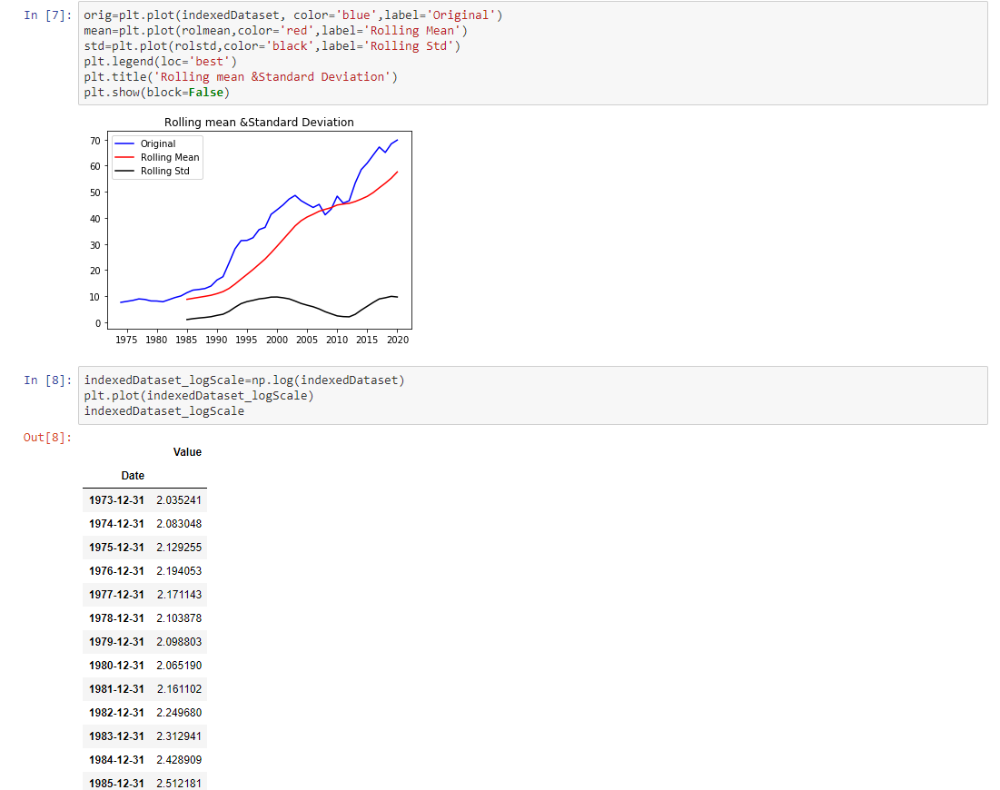 In [7]:
orig=plt.plot(indexedDataset, color='blue',label='Original')
mean=plt.plot(rolmean,color='red',label='Rolling Mean')
std=plt.plot(rolstd,color='black',label='Rolling Std')
plt.legend(loc='best')
plt.title('Rolling mean &Standard Deviation')
plt.show(block=False)
Rolling mean &Standard Deviation
Original
Rolling Mean
Rolling Std
70
60
50
40
30
20
10
0
1975 1980 1985 1990 1995 2000 2005 2010 2015 2020
In [8]:
indexedDataset_logScale=np.log(indexedDataset)
plt.plot(indexedDataset_logScale)
indexedDataset_logScale
Out[8]:
Value
Date
1973-12-31 2.035241
1974-12-31 2.083048
1975-12-31 2.129255
1976-12-31 2.194053
1977-12-31 2.171143
1978-12-31 2.103878
1979-12-31 2.098803
1980-12-31 2.065190
1981-12-31 2.161102
1982-12-31 2.249680
1983-12-31 2.312941
1984-12-31 2.428909
1985-12-31 2.512181